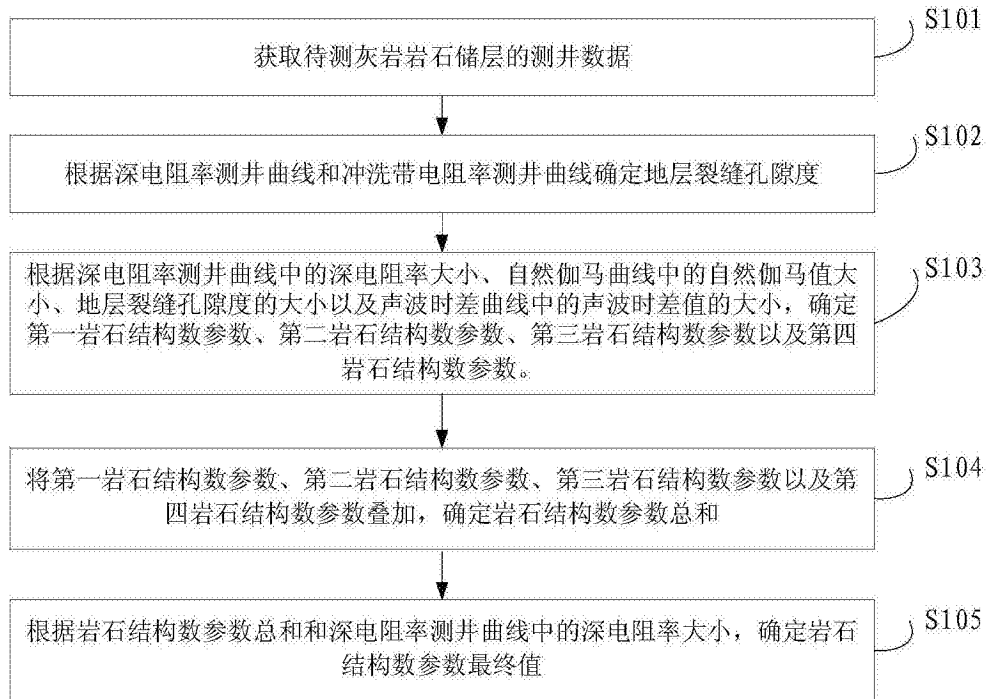 S101
获取待测灰岩岩石储层的测井数据
S102
根据深电阻率测井曲线和冲洗带电阻率测井曲线确定地层裂缝孔隙度
S103
根据深电阻率测井曲线中的深电阻率大小、自然伽马曲线中的自然伽马值大
小、地层裂缝孔隙度的大小以及声波时差曲线中的声波时差值的大小，确定
第一岩石结构数参数、第二岩石结构数参数、第三岩石结构数参数以及第四
岩石结构数参数。
S104
将第一岩石结构数参数、第二岩石结构数参数、第三岩石结构数参数以及第
四岩石结构数参数叠加，确定岩石结构数参数总和
S105
根据岩石结构数参数总和和深电阻率测井曲线中的深电阻率大小，确定岩石
结构数参数最终值